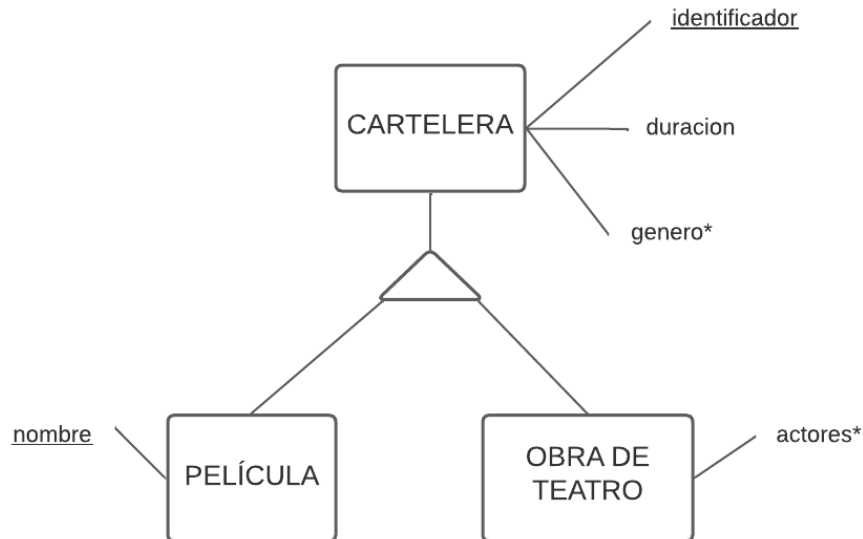 identificador
CARTELERA
duracion
genero*
nombre
PELÍCULA
OBRA DE
TEATRO
actores*